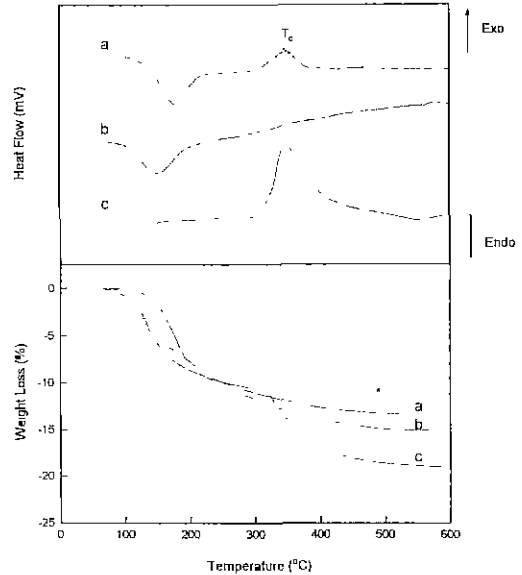 Exo
T_c
a
b
c
Heat Flow (mV)
Endo
0
-5
-10
-15
-20
-25
Weight Loss (%)
a
b
c
0
100
200
300
400
500
600
Temperature (°C)